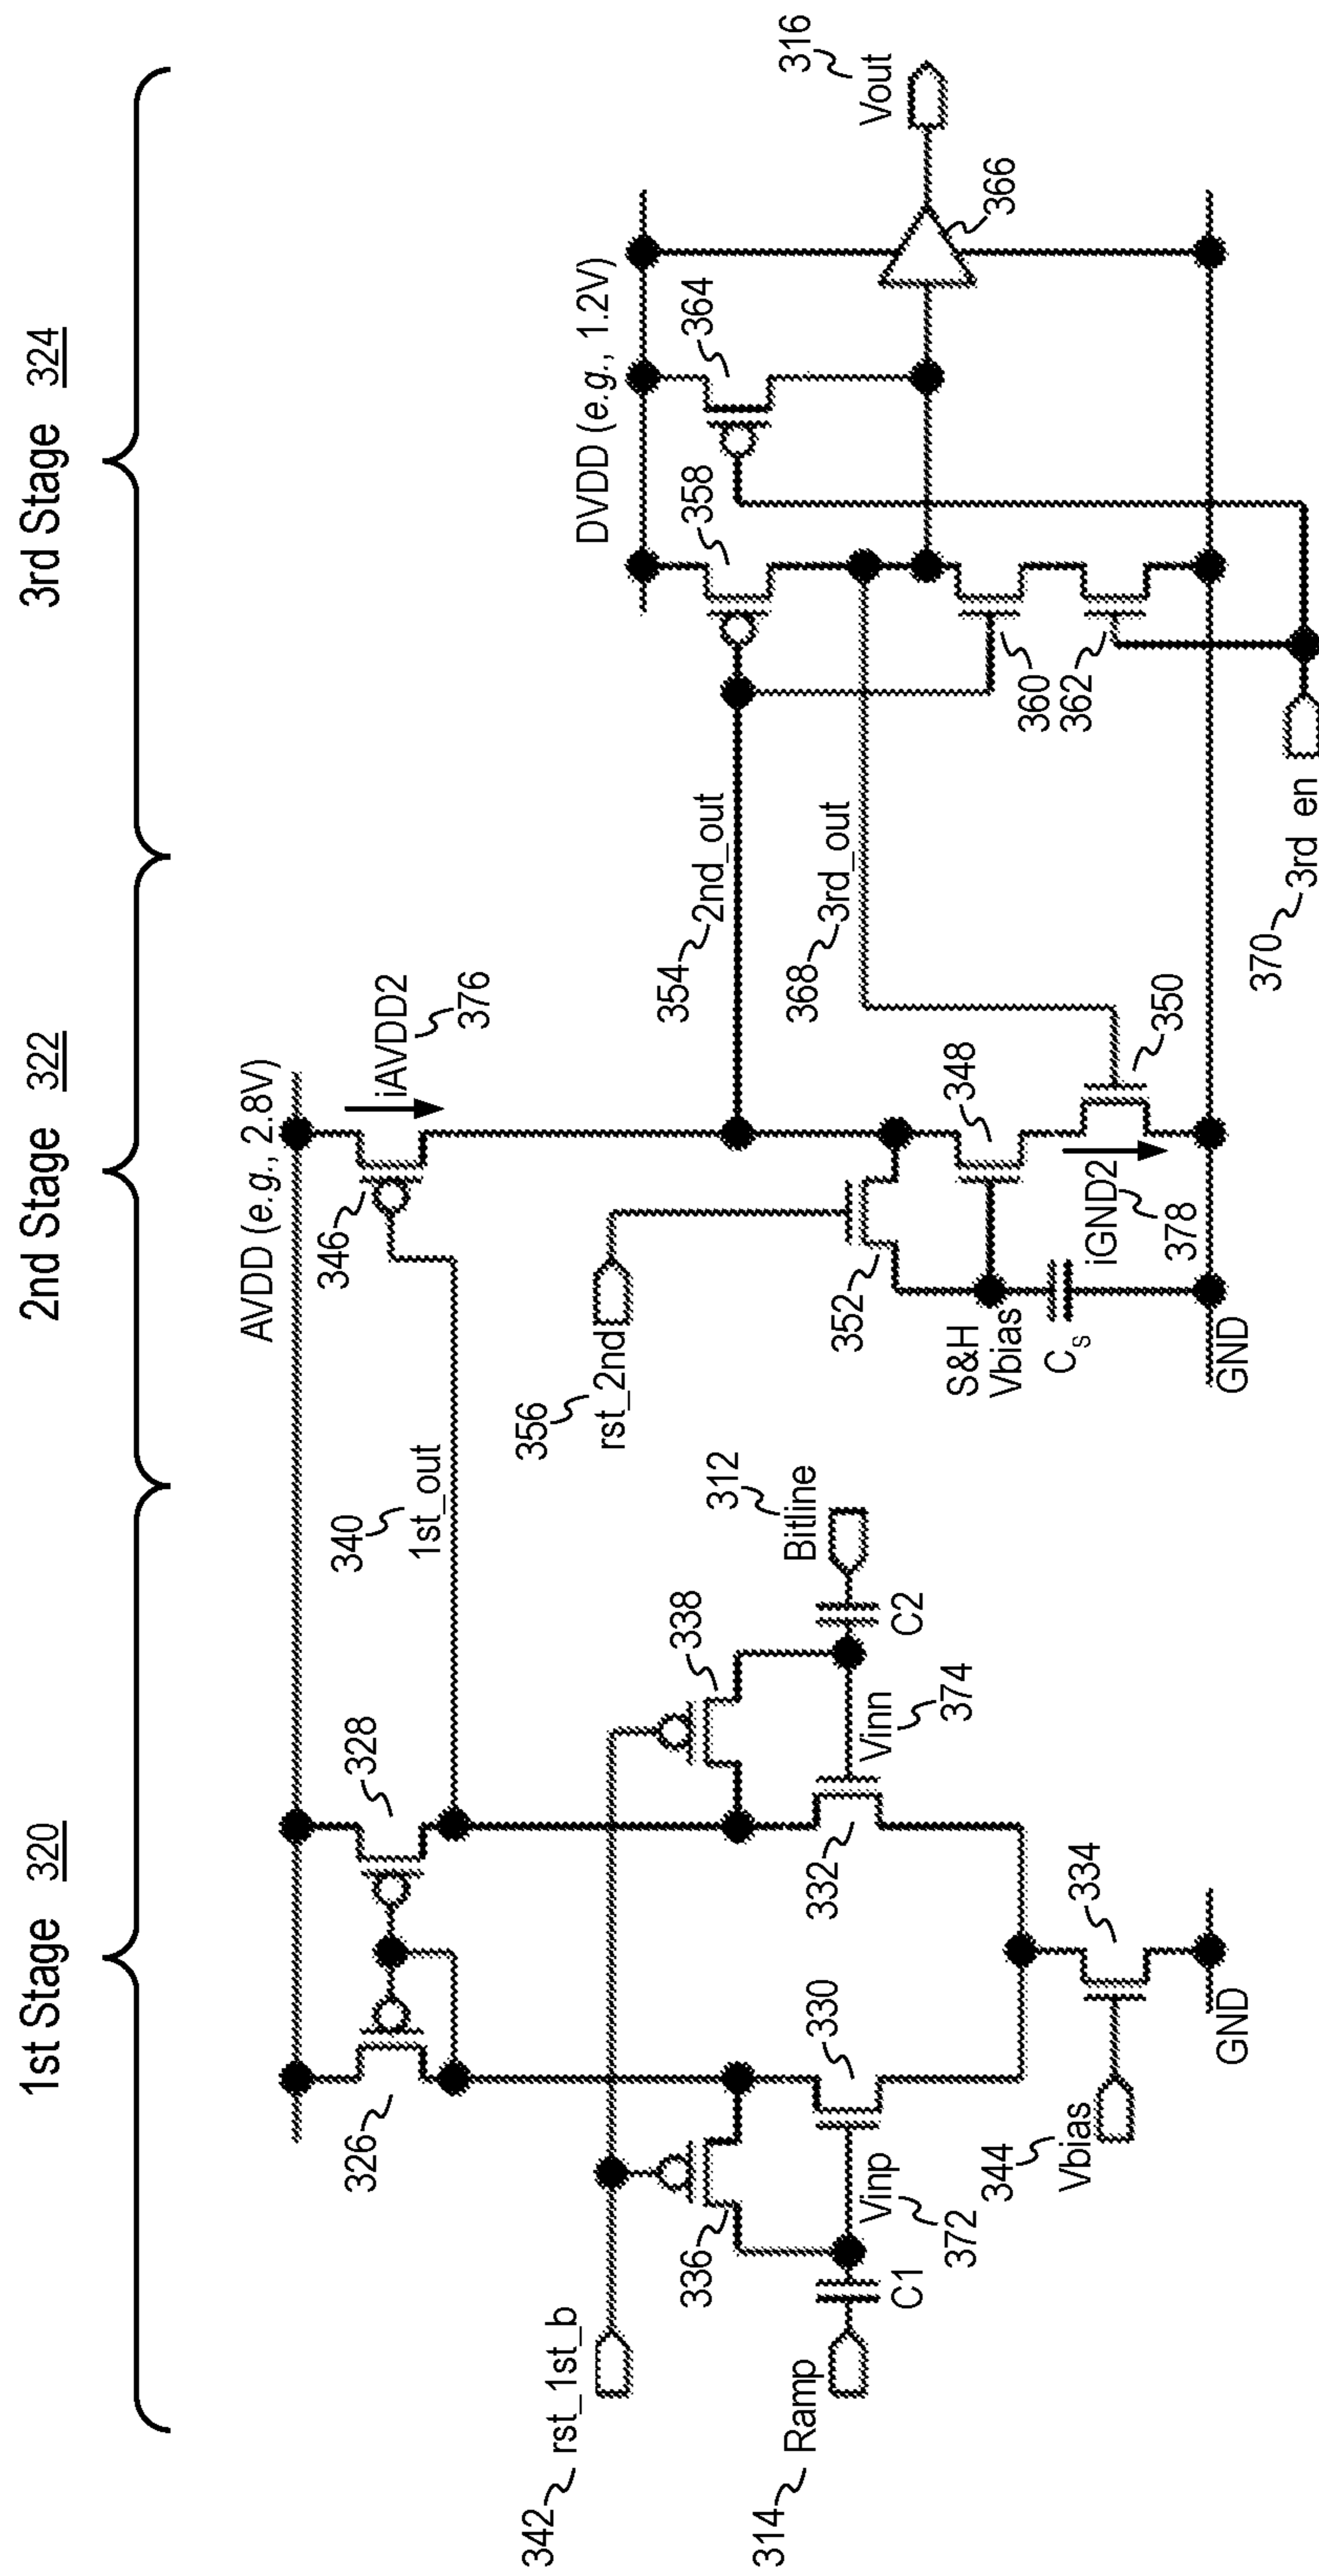 1st Stage 320
2nd Stage 322
3rd Stage 324
AVDD (e.g., 2.8V)
326
328
346
iAVDD2
376
340
1st_out
342 rst_1st_b
336
338
356 rst_2nd
352
354 2nd_out
368 3rd_out
DVDD (e.g., 1.2V)
358
364
316
Vout
366
314 Ramp
C1
Vinp
372
330
332
Vinn
374
C2
312
Bitline
S&H
Vbias
Cs
348
350
iGND2
378
360
362
344
Vbias
334
GND
GND
370 3rd en